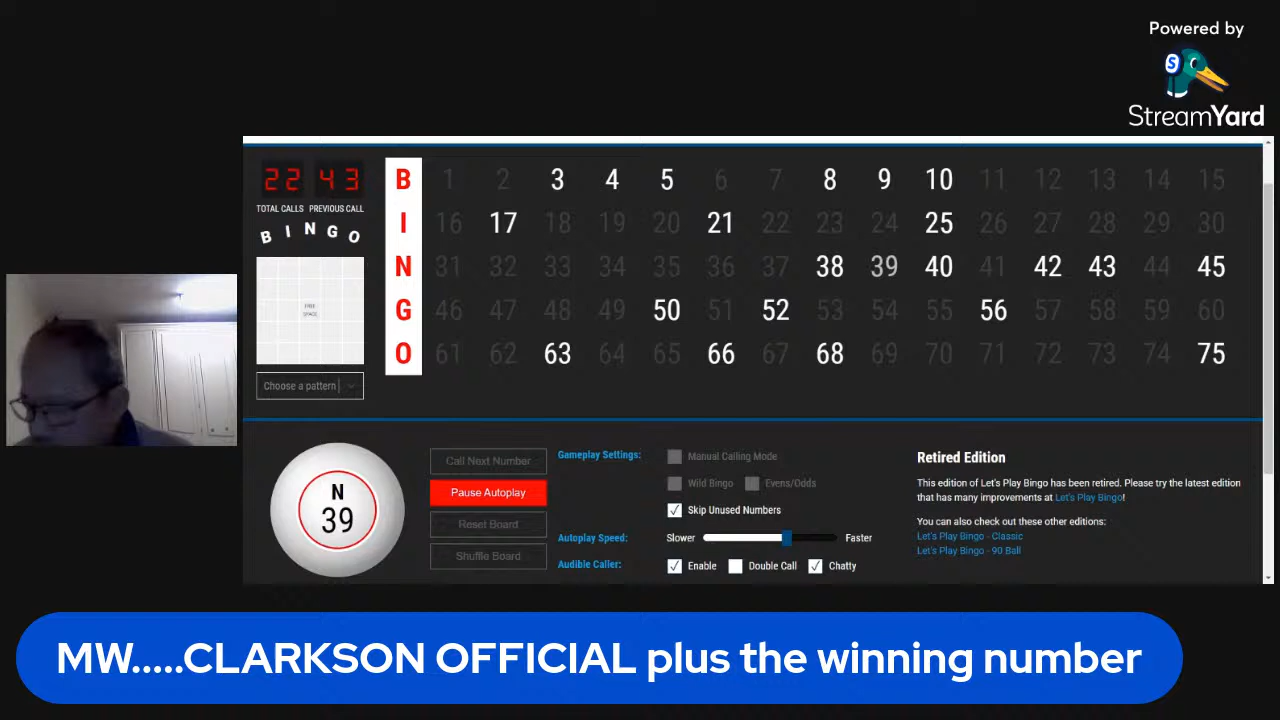 Powered by
S
StreamYard
22 43
TOTAL CALLS PREVIOUS CALL
BINGO
FREE
SPACE
Choose a pattern
B 1 2 3 4 5 6 7 8 9 10 11 12 13 14 15
I 16 17 18 19 20 21 22 23 24 25 26 27 28 29 30
N 31 32 33 34 35 36 37 38 39 40 41 42 43 44 45
G 46 47 48 49 50 51 52 53 54 55 56 57 58 59 60
O 61 62 63 64 65 66 67 68 69 70 71 72 73 74 75
N
39
Call Next Number
Pause Autoplay
Reset Board
Shuffle Board
Gameplay Settings:
Manual Calling Mode
Wild Bingo Evens/Odds
Skip Unused Numbers
Autoplay Speed: Slower Faster
Audible Caller: Enable Double Call Chatty
Retired Edition
This edition of Let's Play Bingo has been retired. Please try the latest edition
that has many improvements at Let's Play Bingo!
You can also check out these other editions:
Let's Play Bingo - Classic
Let's Play Bingo - 90 Ball
MW.....CLARKSON OFFICIAL plus the winning number